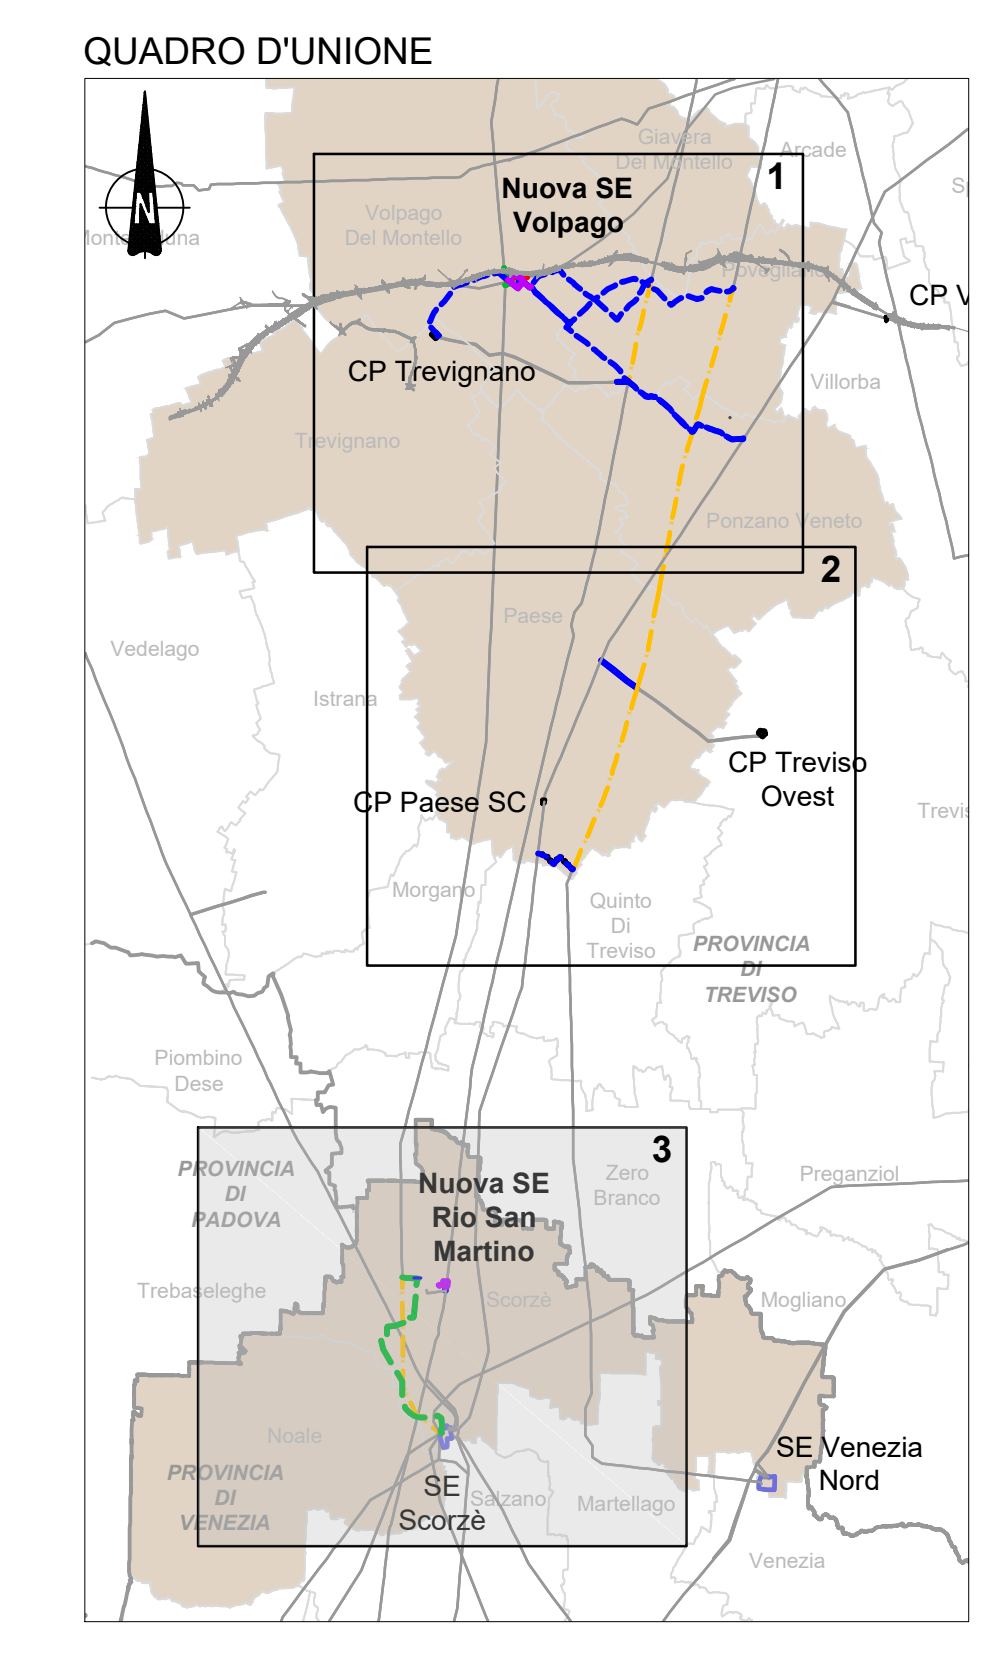 QUADRO D'UNIONE
Giavera
Del Montello
Arcade
1
Nuova SE
Volpago
Volpago
Del Montello
N
Povegliano
CP V
CP Trevignano
Villorba
Trevignano
Ponzano Veneto
2
Paese
Vedelago
Istrana
CP Treviso
Ovest
CP Paese SC
Trevis
Morgano
Quinto
Di
Treviso
PROVINCIA
DI
TREVISO
Piombino
Dese
3
PROVINCIA
DI
PADOVA
Nuova SE
Rio San
Martino
Zero
Branco
Preganziol
Trebaseleghe
Scorzè
Mogliano
Noale
SE Venezia
Nord
PROVINCIA
DI
VENEZIA
SE
Scorzè
Salzano
Martellago
Venezia